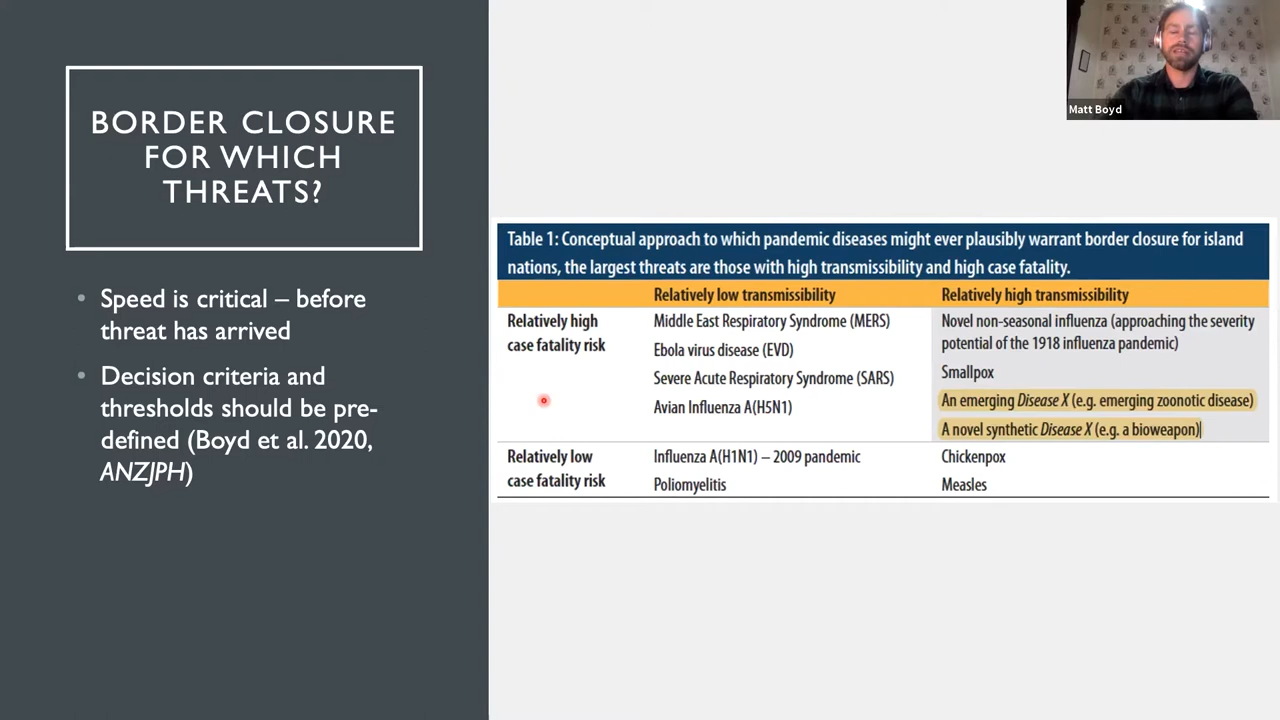 BORDER CLOSURE
FOR WHICH
THREATS?
• Speed is critical – before
threat has arrived
• Decision criteria and
thresholds should be pre-
defined (Boyd et al. 2020,
ANZJPH)
Table 1: Conceptual approach to which pandemic diseases might ever plausibly warrant border closure for island
nations, the largest threats are those with high transmissibility and high case fatality.
Relatively low transmissibility
Relatively high transmissibility
Relatively high
case fatality risk
Middle East Respiratory Syndrome (MERS)
Ebola virus disease (EVD)
Severe Acute Respiratory Syndrome (SARS)
Avian Influenza A(H5N1)
Novel non-seasonal influenza (approaching the severity
potential of the 1918 influenza pandemic)
Smallpox
An emerging Disease X (e.g. emerging zoonotic disease)
A novel synthetic Disease X (e.g. a bioweapon)
Relatively low
case fatality risk
Influenza A(H1N1) – 2009 pandemic
Poliomyelitis
Chickenpox
Measles
Matt Boyd